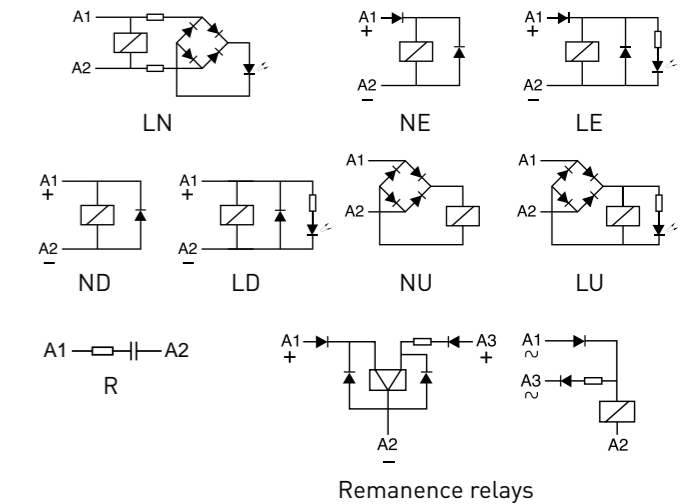 A1
A2
LN
A1
+
A2
−
NE
A1
+
A2
−
LE
A1
+
A2
−
ND
A1
+
A2
−
LD
A1
A2
NU
A1
A2
LU
A1 A2
R
A1
+
A3
+
A2
−
A1
~
A3
~
A2
Remanence relays